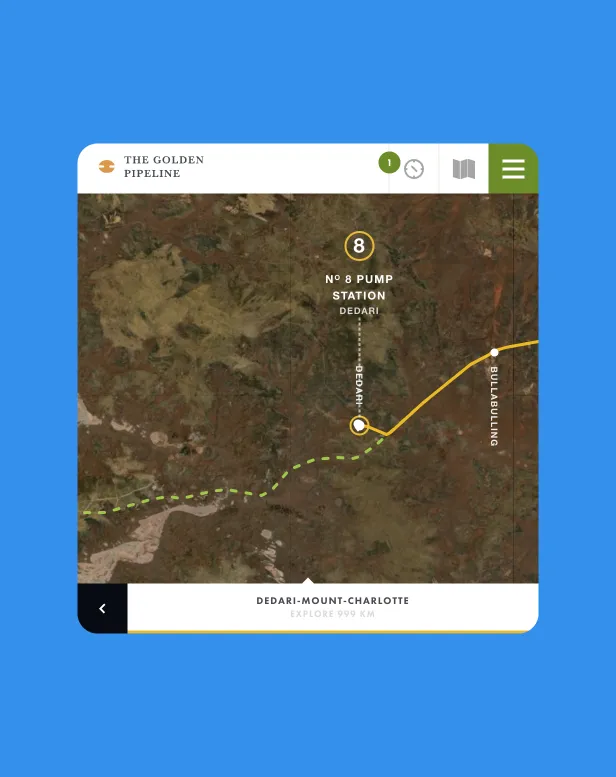 THE GOLDEN
PIPELINE
1
8
Nº 8 PUMP
STATION
DEDARI
DEDARI
BULLABULLING
DEDARI-MOUNT-CHARLOTTE
EXPLORE 999 KM